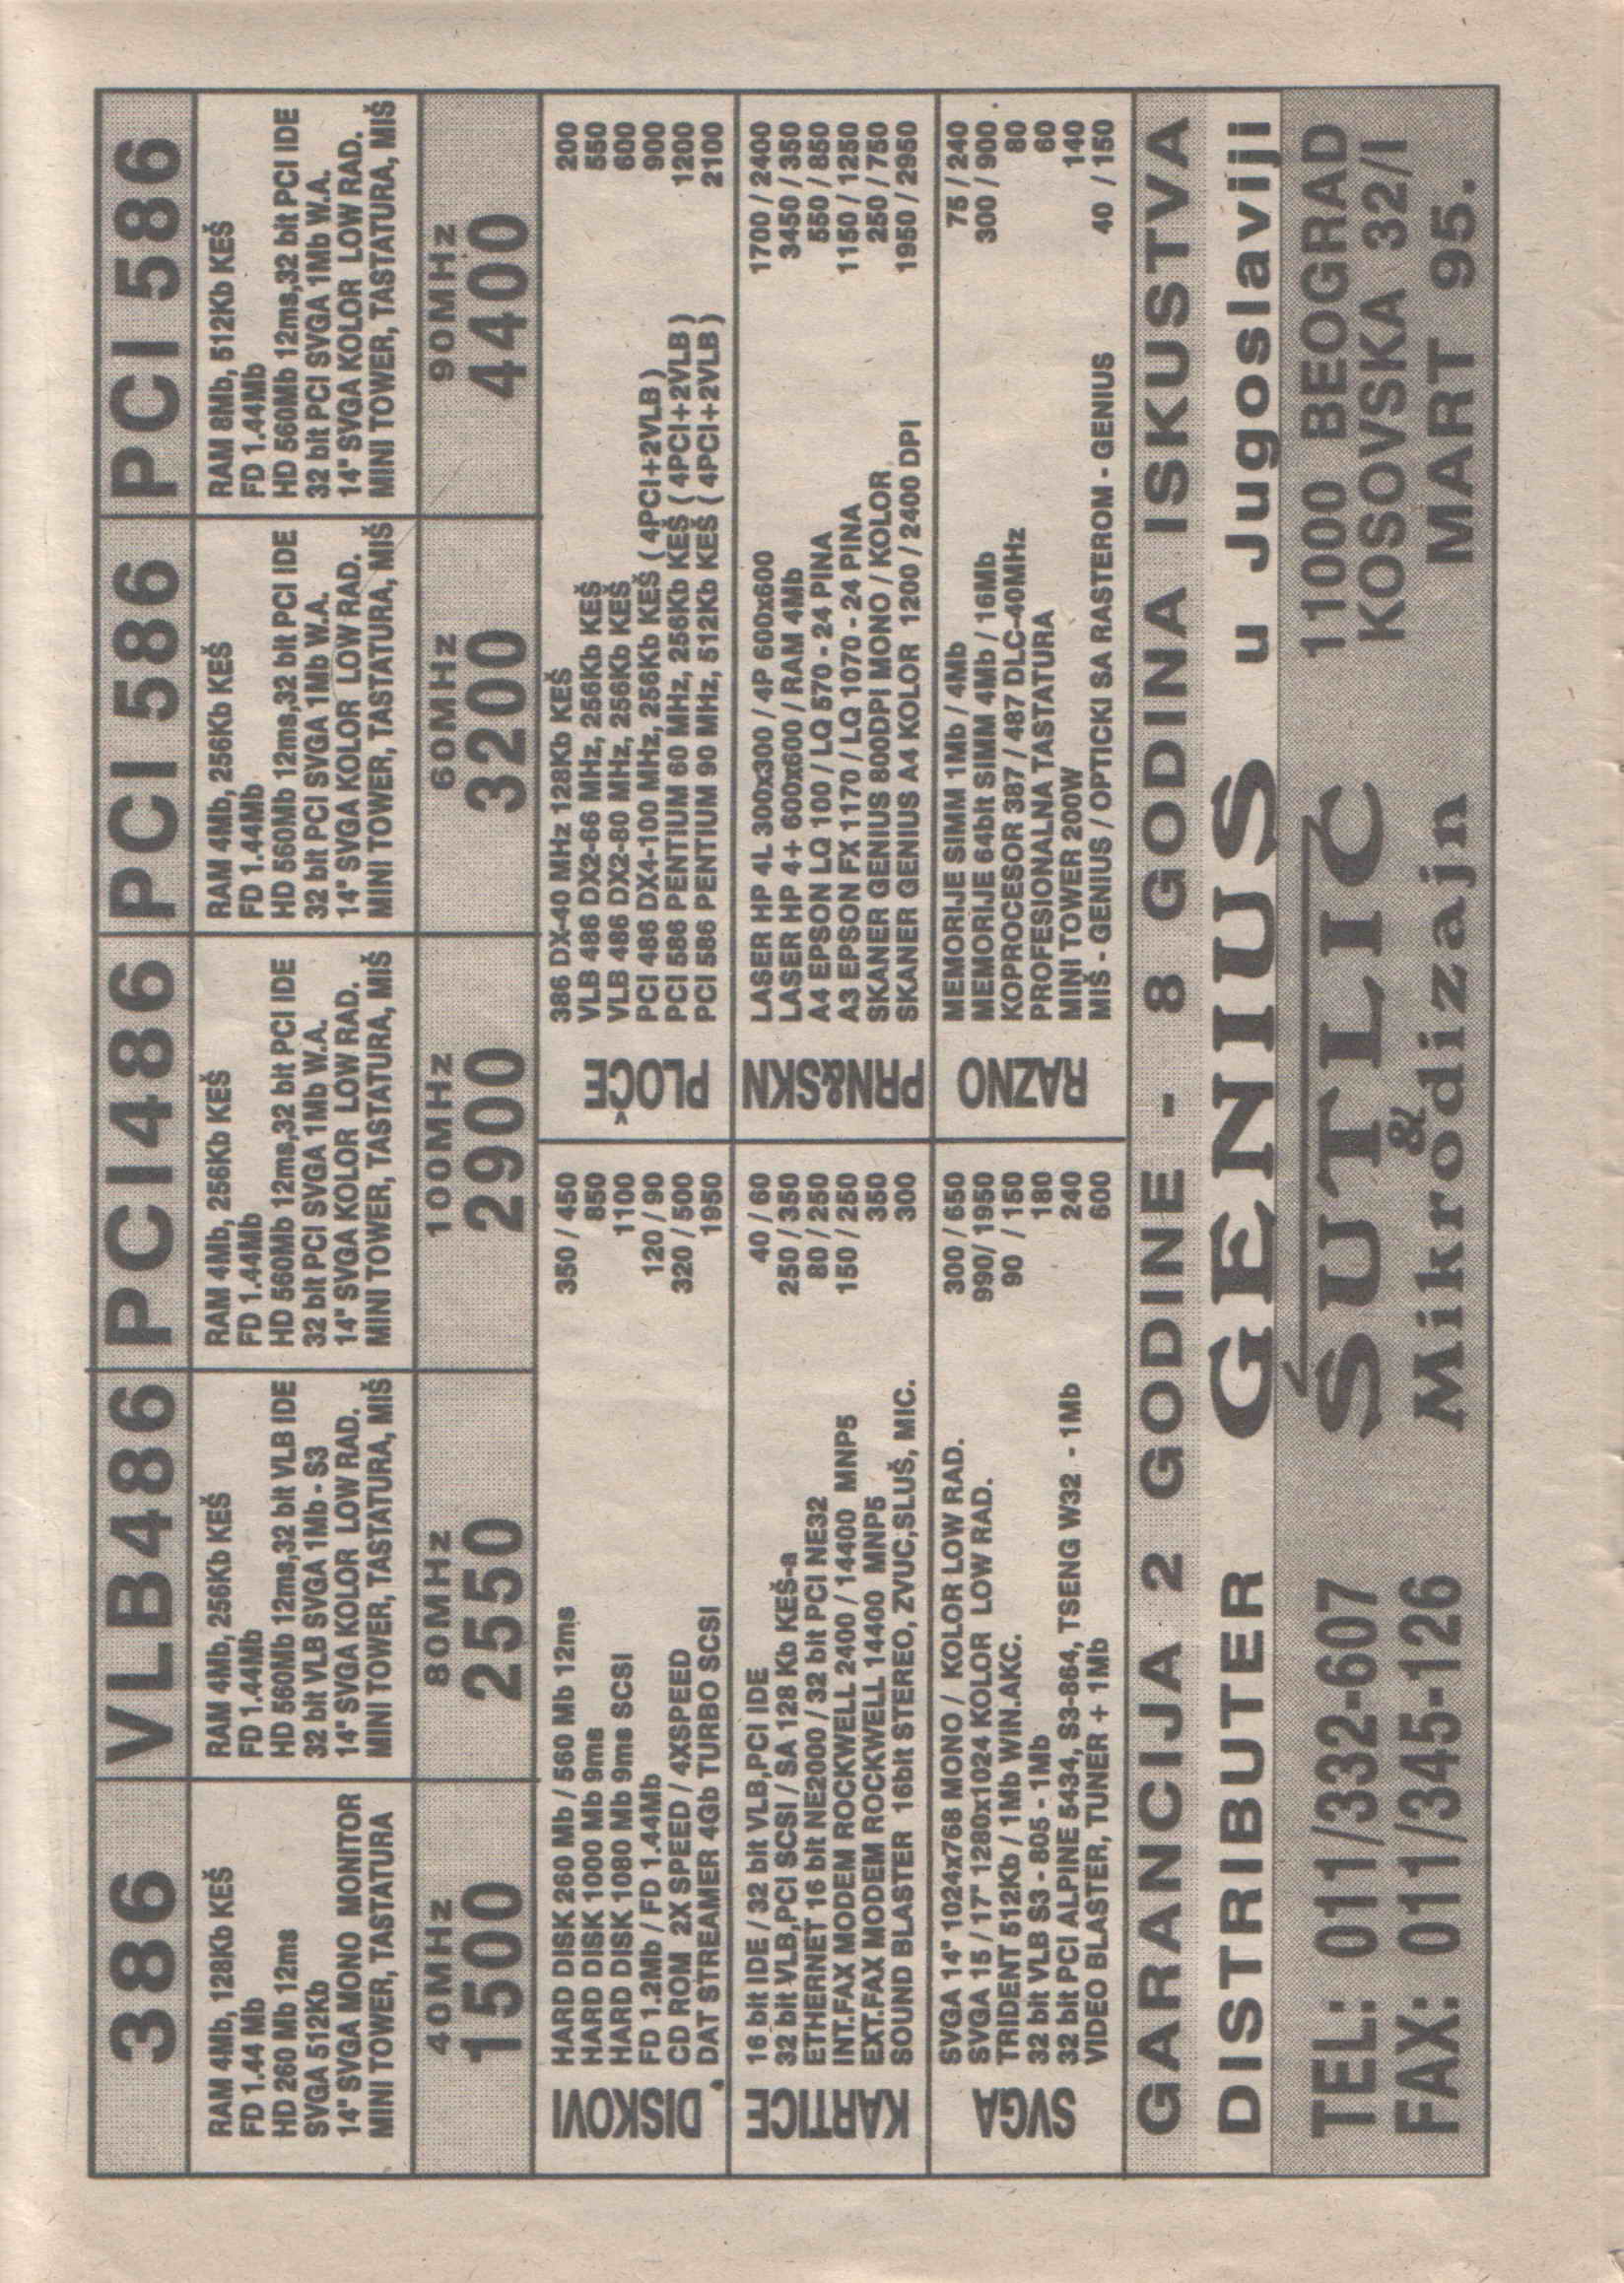 386
RAM 4Mb, 128Kb KEŠ
FD 1.44 Mb
HD 260 Mb 12ms
SVGA 512Kb
14" SVGA MONO MONITOR
MINI TOWER, TASTATURA
40MHz
1500
VLB486
RAM 4Mb, 256Kb KEŠ
FD 1.44Mb
HD 560Mb 12ms,32 bit VLB IDE
32 bit VLB SVGA 1Mb - S3
14" SVGA KOLOR LOW RAD.
MINI TOWER, TASTATURA, MIŠ
80MHz
2550
PCI486
RAM 4Mb, 256Kb KEŠ
FD 1.44Mb
HD 560Mb 12ms,32 bit PCI IDE
32 bit PCI SVGA 1Mb W.A.
14" SVGA KOLOR LOW RAD.
MINI TOWER, TASTATURA, MIŠ
100MHz
2900
PCI 586
RAM 4Mb, 256Kb KEŠ
FD 1.44Mb
HD 560Mb 12ms,32 bit PCI IDE
32 bit PCI SVGA 1Mb W.A.
14" SVGA KOLOR LOW RAD.
MINI TOWER, TASTATURA, MIŠ
60MHz
3200
PCI 586
RAM 8Mb, 512Kb KEŠ
FD 1.44Mb
HD 560Mb 12ms,32 bit PCI IDE
32 bit PCI SVGA 1Mb W.A.
14" SVGA KOLOR LOW RAD.
MINI TOWER, TASTATURA, MIŠ
90MHz
4400
DISKOVI
HARD DISK 260 Mb / 560 Mb 12ms 350 / 450
HARD DISK 1000 Mb 9ms 850
HARD DISK 1080 Mb 9ms SCSI 1100
FD 1.2Mb / FD 1.44Mb 120 / 90
CD ROM 2X SPEED / 4XSPEED 320 / 500
DAT STREAMER 4Gb TURBO SCSI 1950
PLOČE
386 DX-40 MHz 128Kb KEŠ 200
VLB 486 DX2-66 MHz, 256Kb KEŠ 550
VLB 486 DX2-80 MHz, 256Kb KEŠ 600
PCI 486 DX4-100 MHz, 256Kb KEŠ ( 4PCI+2VLB ) 900
PCI 586 PENTIUM 60 MHz, 256Kb KEŠ ( 4PCI+2VLB ) 1200
PCI 586 PENTIUM 90 MHz, 512Kb KEŠ ( 4PCI+2VLB ) 2100
KARTICE
16 bit IDE / 32 bit VLB,PCI IDE 40 / 60
32 bit VLB,PCI SCSI / SA 128 Kb KEŠ-a 250 / 350
ETHERNET 16 bit NE2000 / 32 bit PCI NE32 80 / 250
INT.FAX MODEM ROCKWELL 2400 / 14400 MNP5 150 / 250
EXT.FAX MODEM ROCKWELL 14400 MNP5 350
SOUND BLASTER 16bit STEREO, ZVUC,SLUŠ, MIC. 300
PRN&SKN
LASER HP 4L 300x300 / 4P 600x600 1700 / 2400
LASER HP 4+ 600x600 / RAM 4Mb 3450 / 350
A4 EPSON LQ 100 / LQ 570 - 24 PINA 550 / 850
A3 EPSON FX 1170 / LQ 1070 - 24 PINA 1150 / 1250
SKANER GENIUS 800DPI MONO / KOLOR 250 / 750
SKANER GENIUS A4 KOLOR 1200 / 2400 DPI 1950 / 2950
SVGA
SVGA 14" 1024x768 MONO / KOLOR LOW RAD. 300 / 650
SVGA 15 / 17" 1280x1024 KOLOR LOW RAD. 990/ 1950
TRIDENT 512Kb / 1Mb WIN.AKC. 90 / 150
32 bit VLB S3 - 805 - 1Mb 180
32 bit PCI ALPINE 5434, S3-864, TSENG W32 - 1Mb 240
VIDEO BLASTER, TUNER + 1Mb 600
RAZNO
MEMORIJE SIMM 1Mb / 4Mb 75 / 240
MEMORIJE 64bit SIMM 4Mb / 16Mb 300 / 900
KOPROCESOR 387 / 487 DLC-40MHz 80
PROFESIONALNA TASTATURA 60
MINI TOWER 200W 140
MIŠ - GENIUS / OPTICKI SA RASTEROM - GENIUS 40 / 150
GARANCIJA 2 GODINE - 8 GODINA ISKUSTVA
DISTRIBUTER GENIUS u Jugoslaviji
TEL: 011/332-607
FAX: 011/345-126
ŠUTLIĆ
&
Mikrodizajn
11000 BEOGRAD
KOSOVSKA 32/I
MART 95.